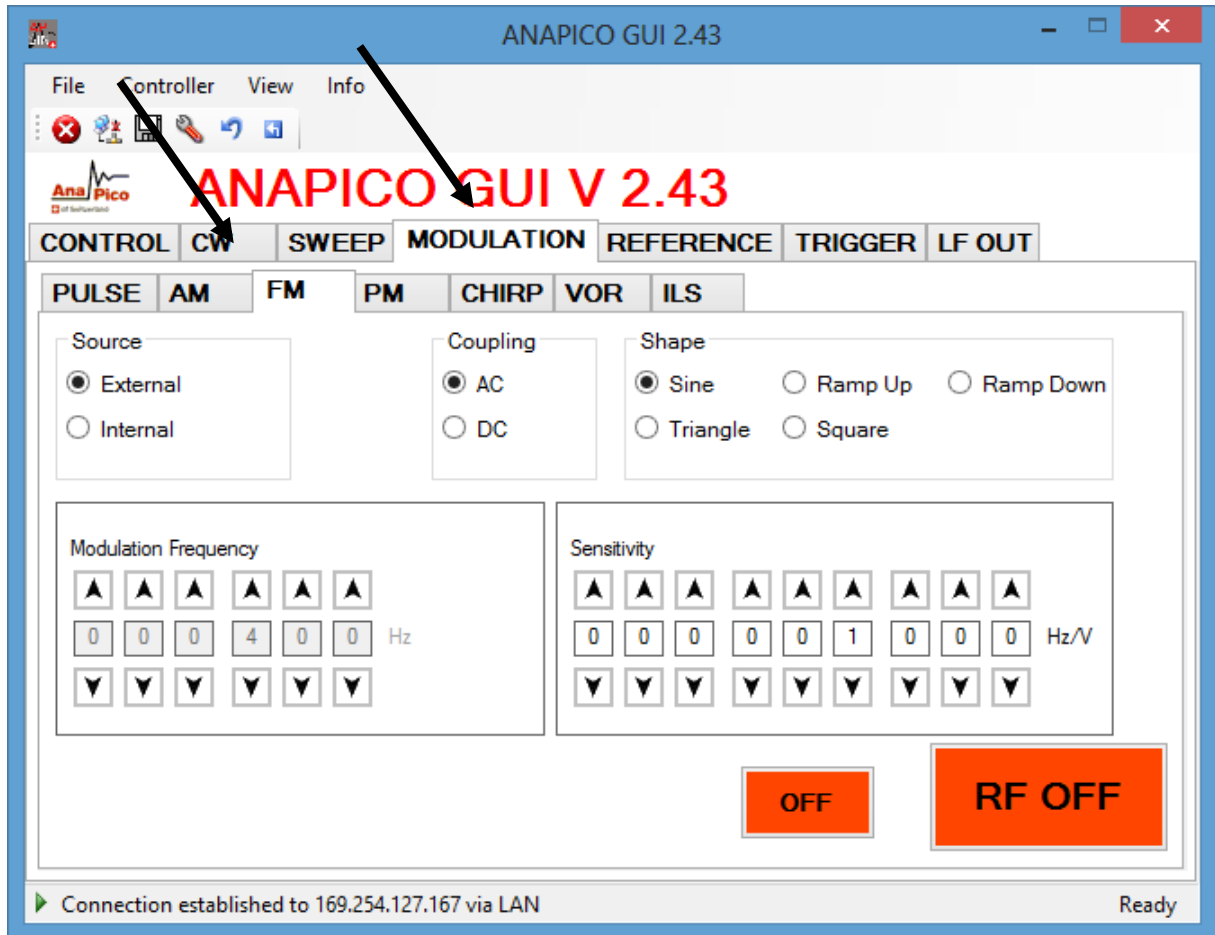 ANAPICO GUI 2.43
File Controller View Info
Ana Pico
ANAPICO GUI V 2.43
CONTROL CW SWEEP MODULATION REFERENCE TRIGGER LF OUT
PULSE AM FM PM CHIRP VOR ILS
Source Coupling Shape
External AC Sine Ramp Up Ramp Down
Internal DC Triangle Square
Modulation Frequency Sensitivity
0 0 0 4 0 0 Hz 0 0 0 0 0 1 0 0 0 Hz/V
OFF RF OFF
Connection established to 169.254.127.167 via LAN Ready